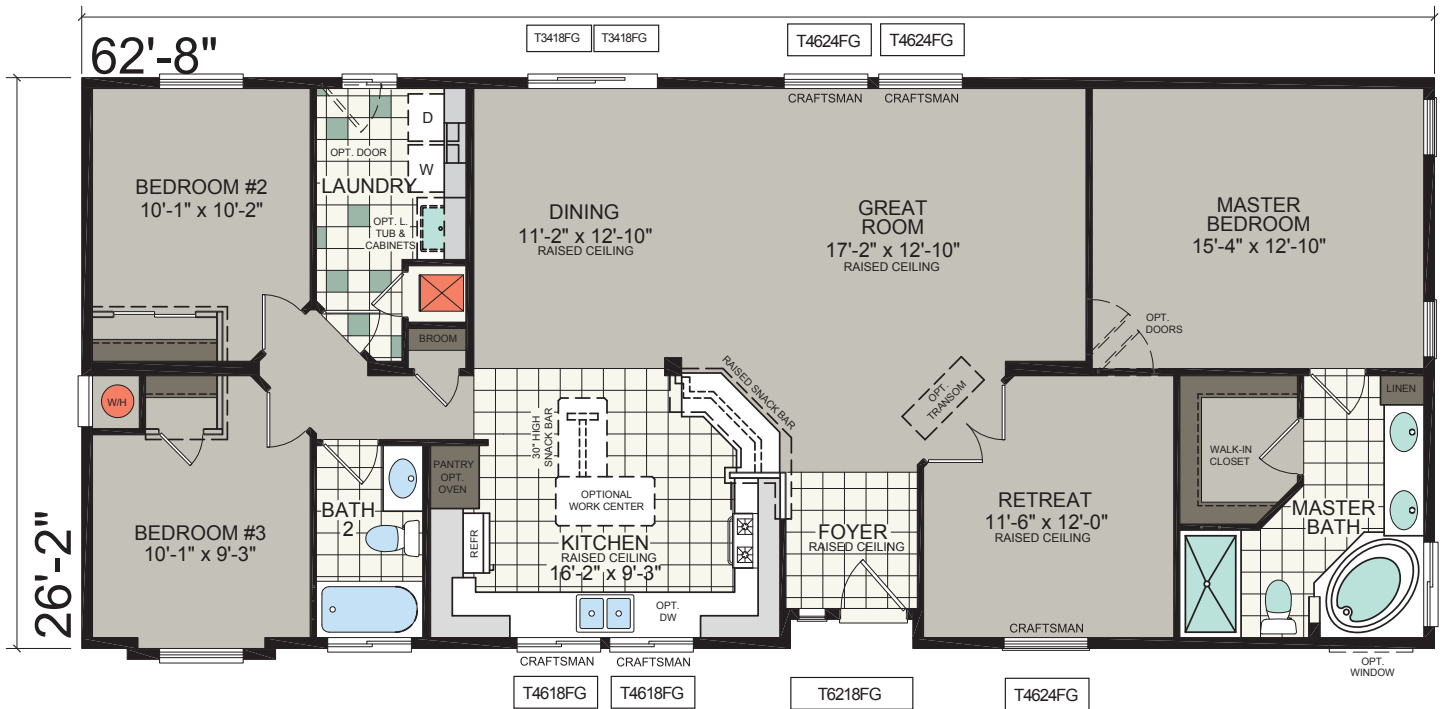 62'-8"
T3418FG
T3418FG
T4624FG
T4624FG
CRAFTSMAN
CRAFTSMAN
BEDROOM #2
10'-1" x 10'-2"
OPT. DOOR
D
W
LAUNDRY
OPT. L.
TUB &
CABINETS
BROOM
DINING
11'-2" x 12'-10"
RAISED CEILING
GREAT
ROOM
17'-2" x 12'-10"
RAISED CEILING
MASTER
BEDROOM
15'-4" x 12'-10"
OPT.
DOORS
26'-2"
W/H
BEDROOM #3
10'-1" x 9'-3"
BATH
2
PANTRY
OPT.
OVEN
REFR
30" HIGH
SNACK BAR
OPTIONAL
WORK CENTER
KITCHEN
RAISED CEILING
16'-2" x 9'-3"
OPT.
DW
RAISED SNACK BAR
OPT.
TRANSOM
FOYER
RAISED CEILING
RETREAT
11'-6" x 12'-0"
RAISED CEILING
WALK-IN
CLOSET
LINEN
MASTER
BATH
CRAFTSMAN
CRAFTSMAN
CRAFTSMAN
OPT.
WINDOW
T4618FG
T4618FG
T6218FG
T4624FG